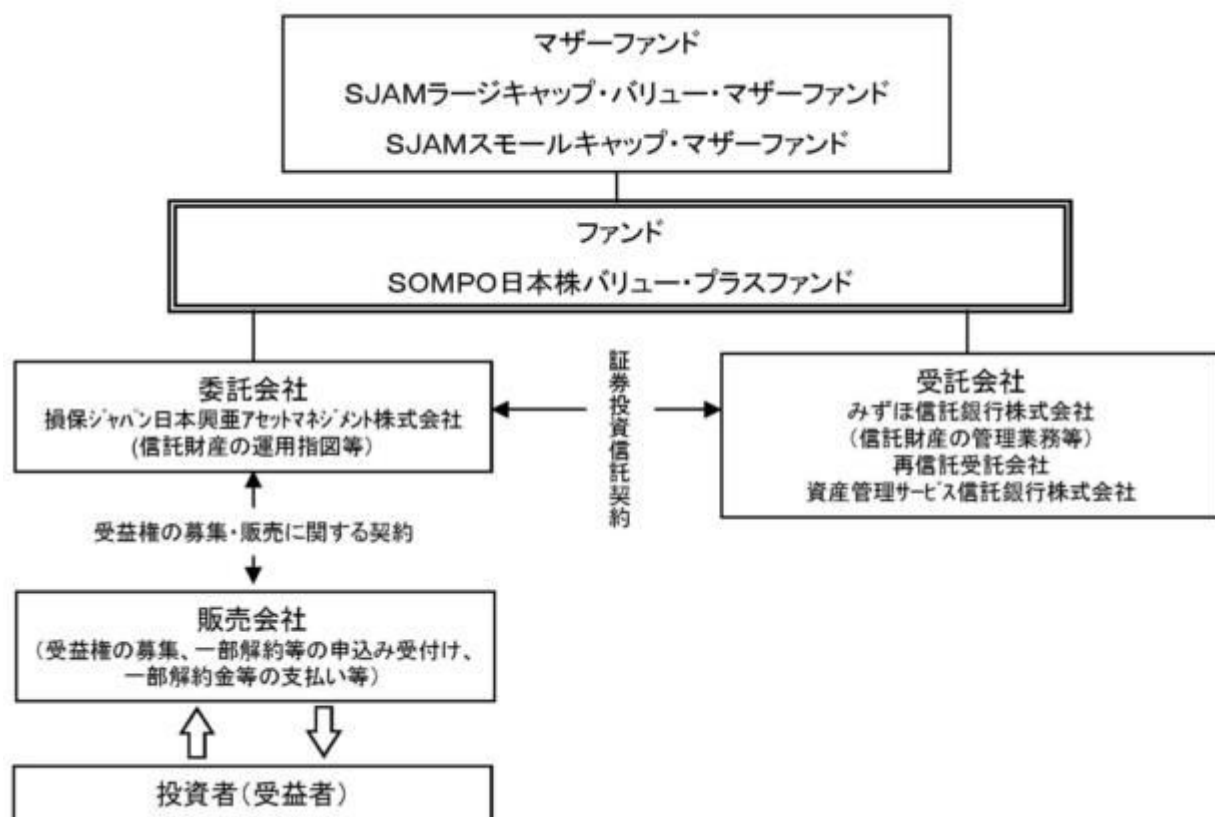 マザーファンド
SJAMラージキャップ・バリュー・マザーファンド
SJAMスモールキャップ・マザーファンド
ファンド
SOMPO日本株バリュー・プラスファンド
委託会社
損保ｼﾞｬﾊﾟﾝ日本興亜ｱｾｯﾄﾏﾈｼﾞﾒﾝﾄ株式会社
(信託財産の運用指図等)
証券投資信託契約
受託会社
みずほ信託銀行株式会社
(信託財産の管理業務等)
再信託受託会社
資産管理ｻｰﾋﾞｽ信託銀行株式会社
受益権の募集・販売に関する契約
販売会社
(受益権の募集、一部解約等の申込み受付け、
一部解約金等の支払い等)
投資者(受益者)